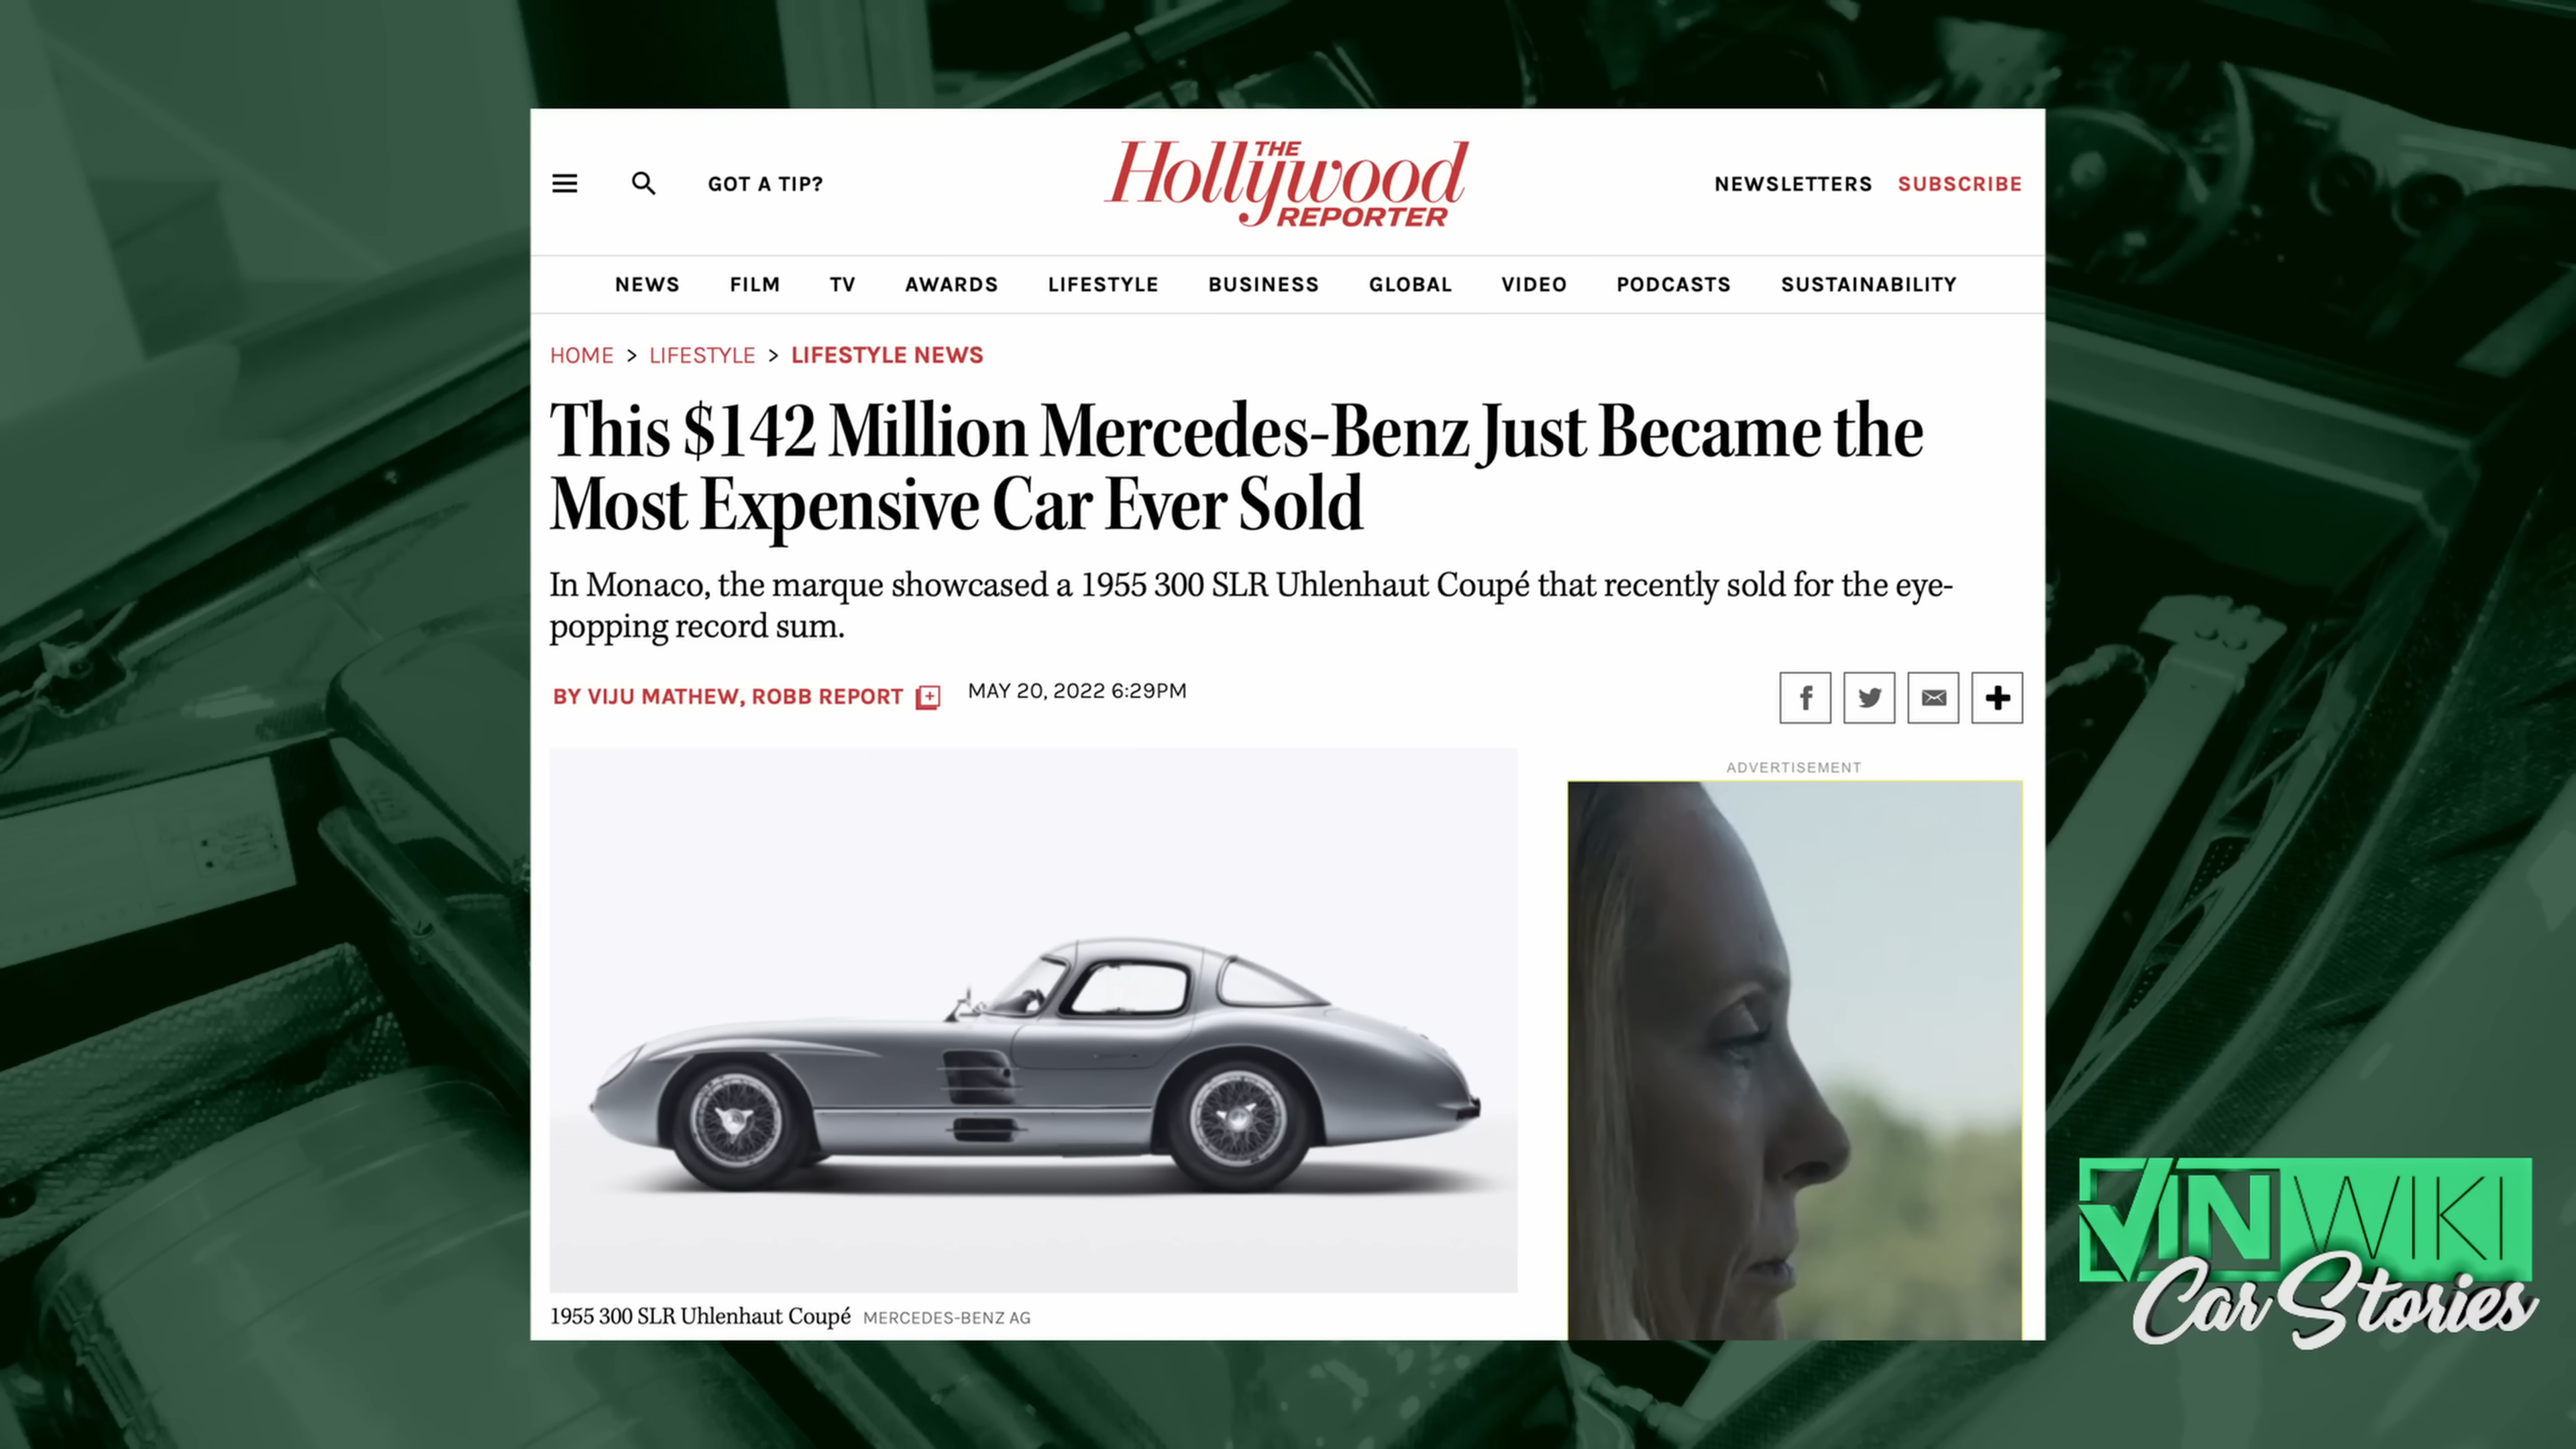 GOT A TIP?
THE
Hollywood
REPORTER
NEWSLETTERS SUBSCRIBE
NEWS FILM TV AWARDS LIFESTYLE BUSINESS GLOBAL VIDEO PODCASTS SUSTAINABILITY
HOME > LIFESTYLE > LIFESTYLE NEWS
This $142 Million Mercedes-Benz Just Became the
Most Expensive Car Ever Sold
In Monaco, the marque showcased a 1955 300 SLR Uhlenhaut Coupé that recently sold for the eye-
popping record sum.
BY VIJU MATHEW, ROBB REPORT MAY 20, 2022 6:29PM
ADVERTISEMENT
1955 300 SLR Uhlenhaut Coupé MERCEDES-BENZ AG
VINWIKI
Car Stories